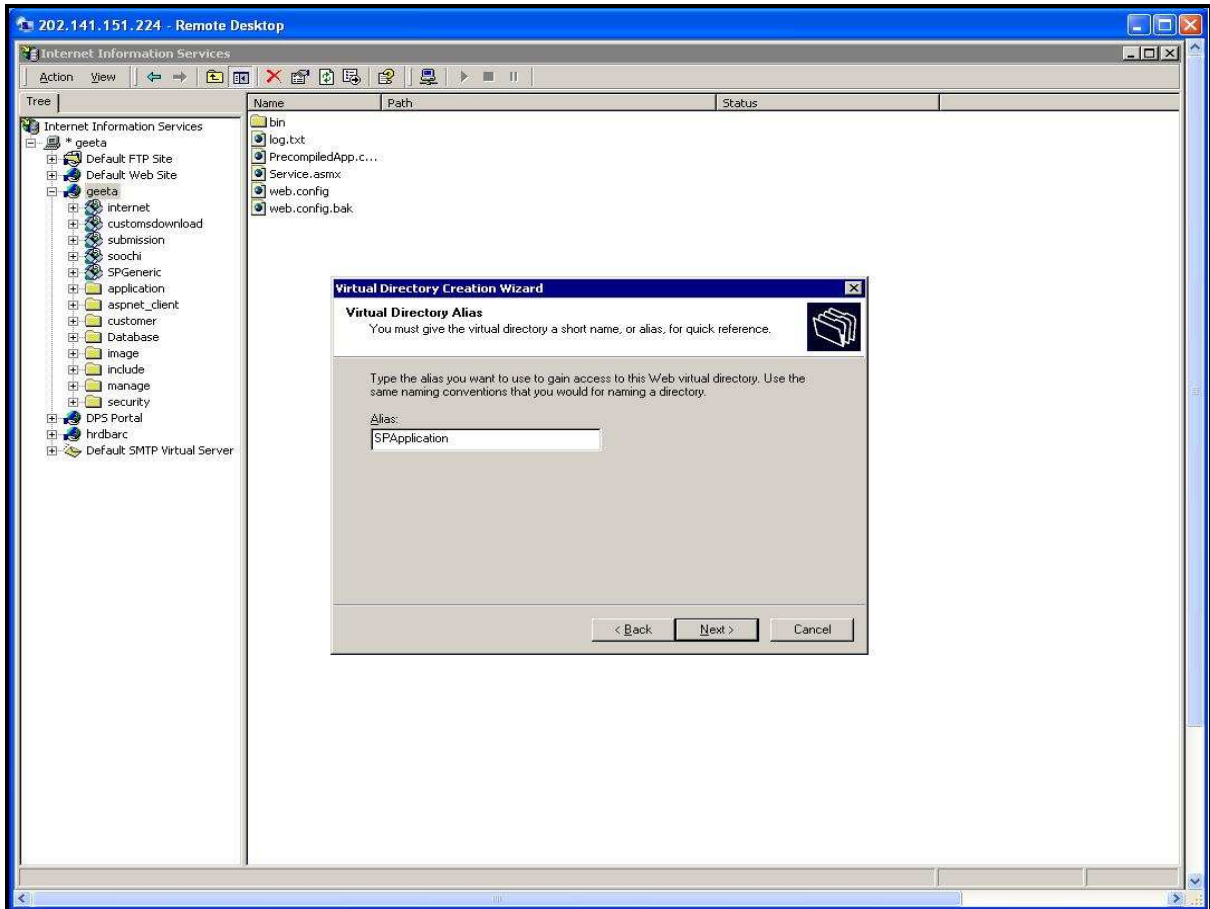 202.141.151.224 - Remote Desktop
Internet Information Services
Action View
Tree
Name Path Status
Internet Information Services
* geeta
Default FTP Site
Default Web Site
geeta
internet
customsdownload
submission
soochi
SPGeneric
application
aspnet_client
customer
Database
image
include
manage
security
DPS Portal
hrdbarc
Default SMTP Virtual Server
bin
log.txt
PrecompiledApp.c...
Service.asmx
web.config
web.config.bak
Virtual Directory Creation Wizard
Virtual Directory Alias
You must give the virtual directory a short name, or alias, for quick reference.
Type the alias you want to use to gain access to this Web virtual directory. Use the
same naming conventions that you would for naming a directory.
Alias:
SPApplication
< Back Next > Cancel